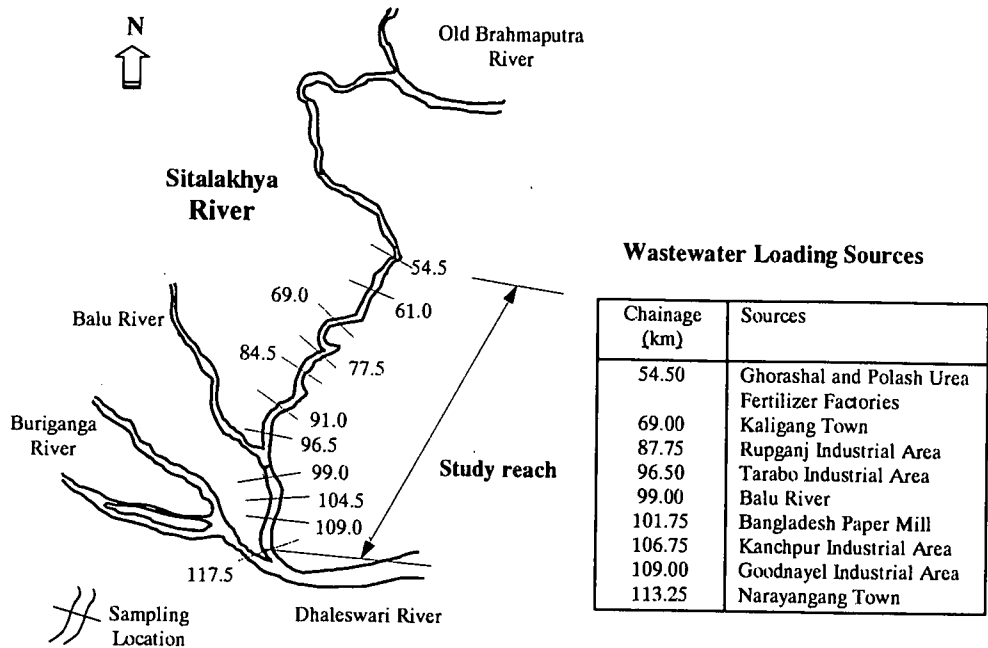 N
Old Brahmaputra
River
Sitalakhya
River
54.5
61.0
69.0
Balu River
84.5
77.5
Buriganga
River
91.0
96.5
99.0
Study reach
104.5
109.0
117.5
Sampling
Location
Dhaleswari River
Wastewater Loading Sources
Chainage
(km)
Sources
54.50 Ghorashal and Polash Urea
Fertilizer Factories
69.00 Kaligang Town
87.75 Rupganj Industrial Area
96.50 Tarabo Industrial Area
99.00 Balu River
101.75 Bangladesh Paper Mill
106.75 Kanchpur Industrial Area
109.00 Goodnayel Industrial Area
113.25 Narayangang Town